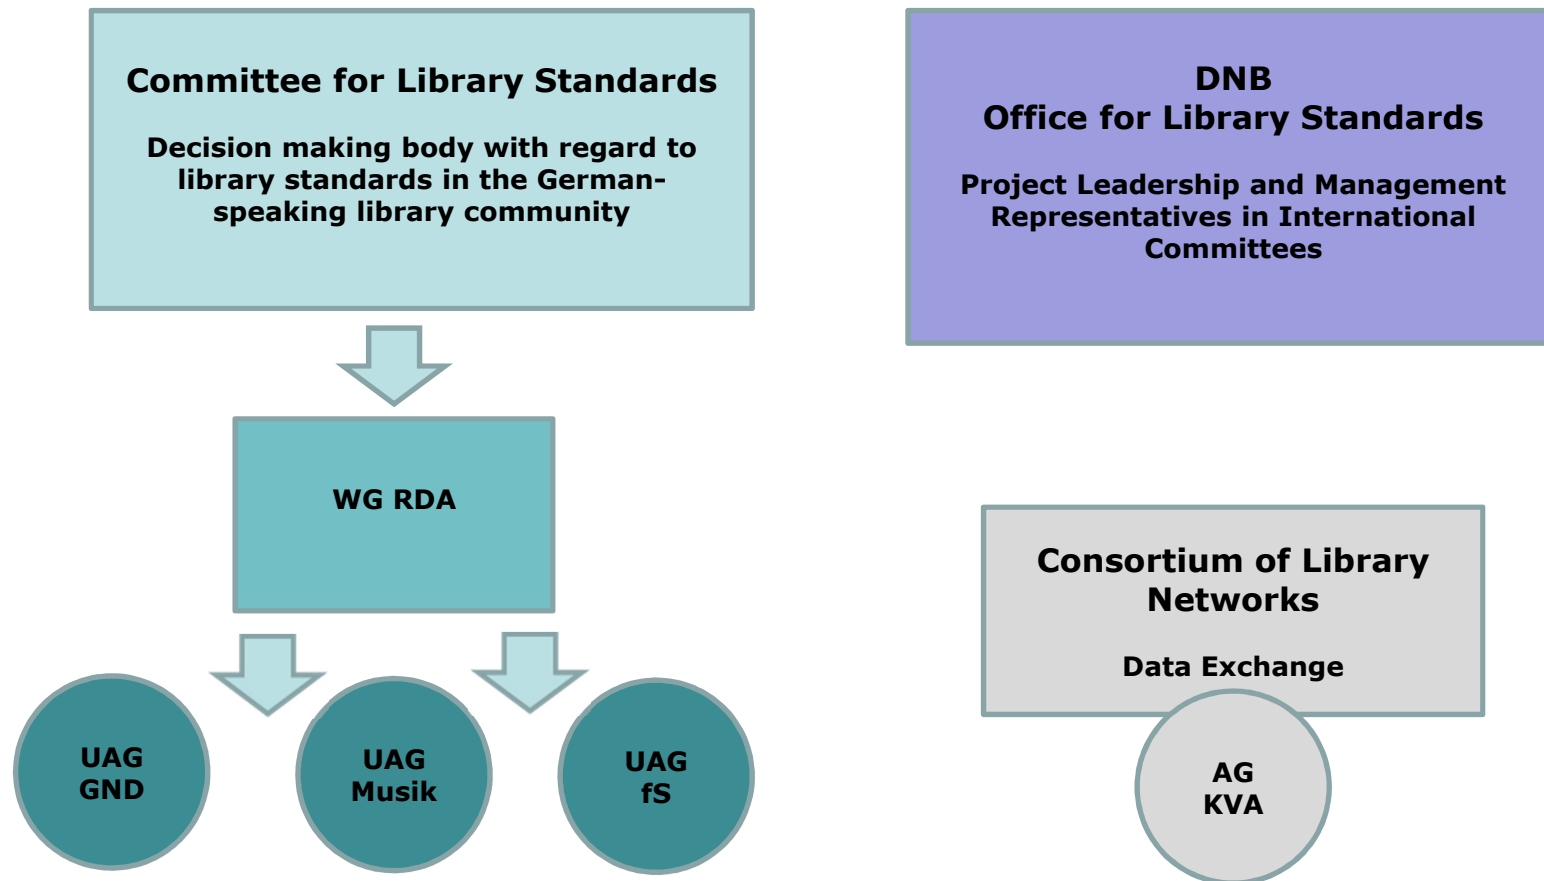 Committee for Library Standards
Decision making body with regard to
library standards in the German-
speaking library community
DNB
Office for Library Standards
Project Leadership and Management
Representatives in International
Committees
WG RDA
Consortium of Library
Networks
Data Exchange
UAG
GND
UAG
Musik
UAG
fS
AG
KVA